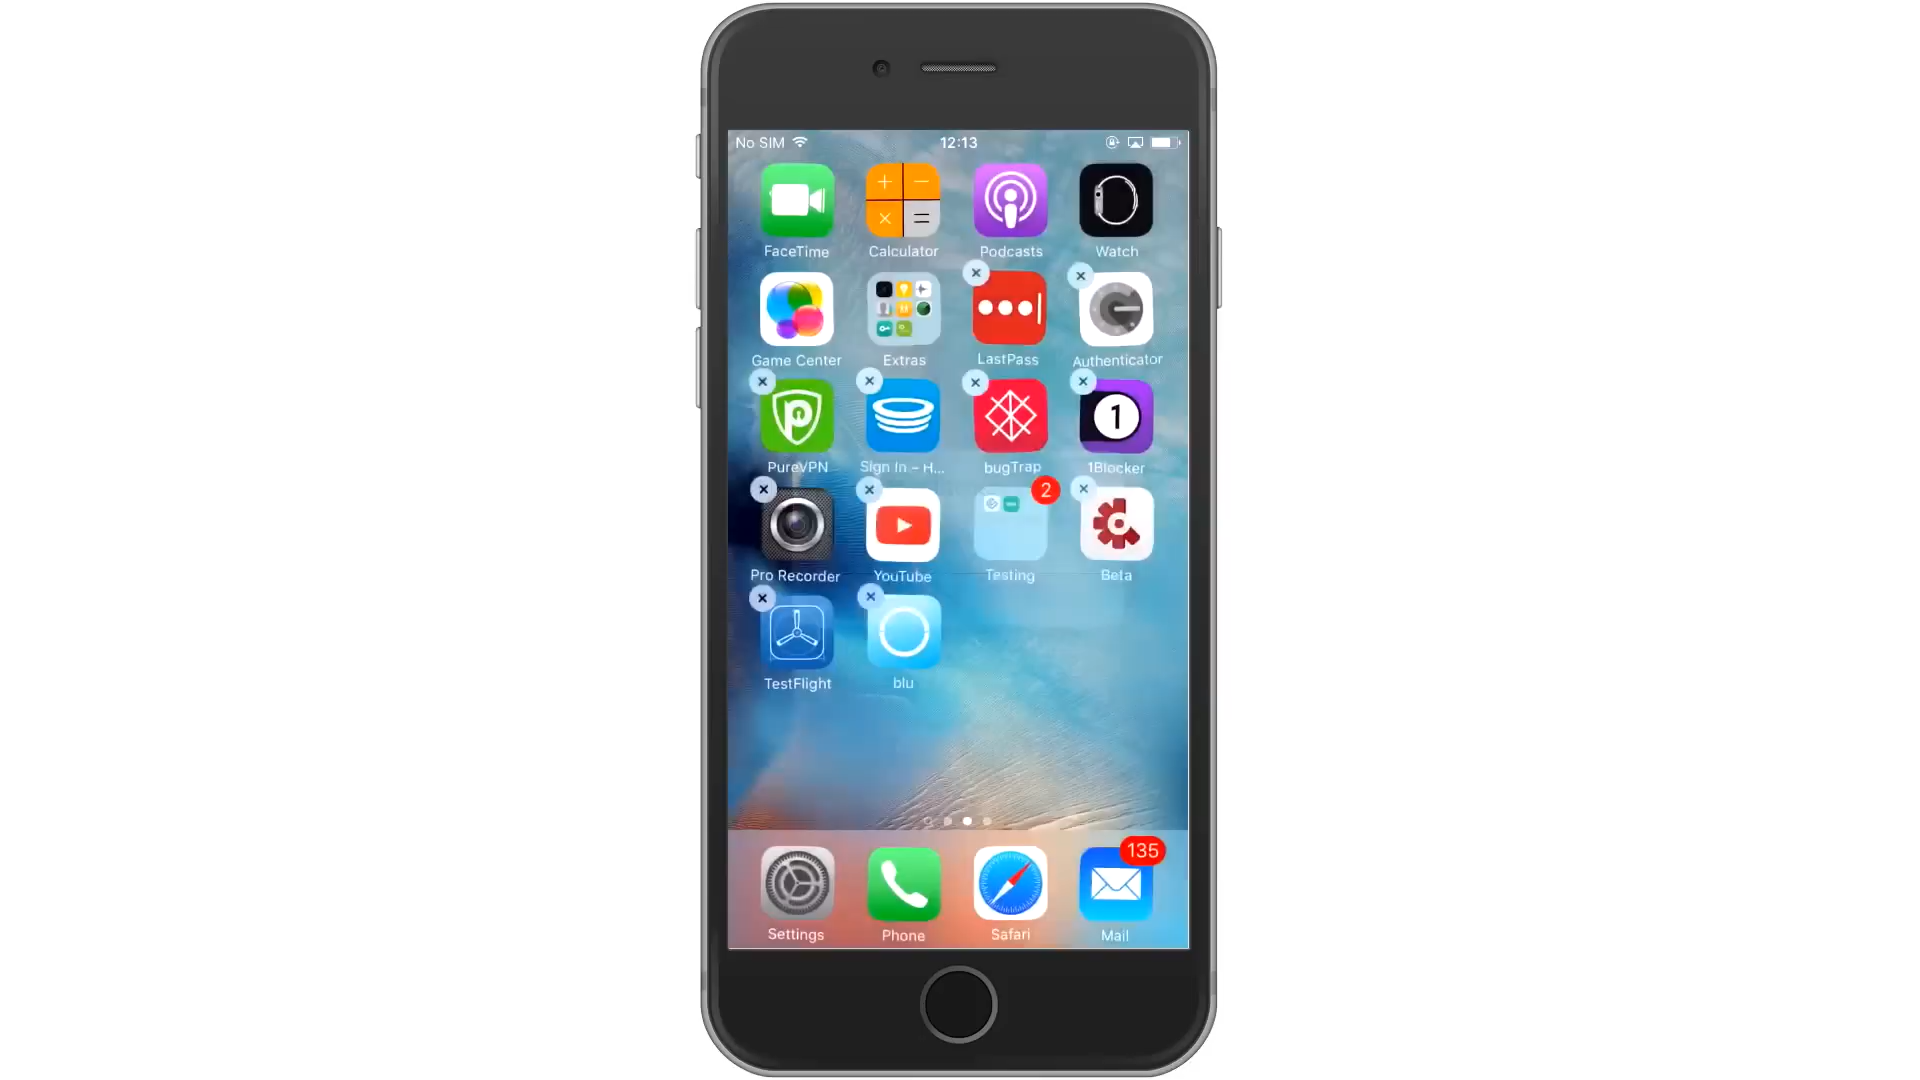 No SIM 12:13
FaceTime Calculator Podcasts Watch
Game Center Extras LastPass Authenticator
1
PureVPN Sign In – H... bugTrap 1Blocker
2
Pro Recorder YouTube Testing Beta
TestFlight blu
135
Settings Phone Safari Mail